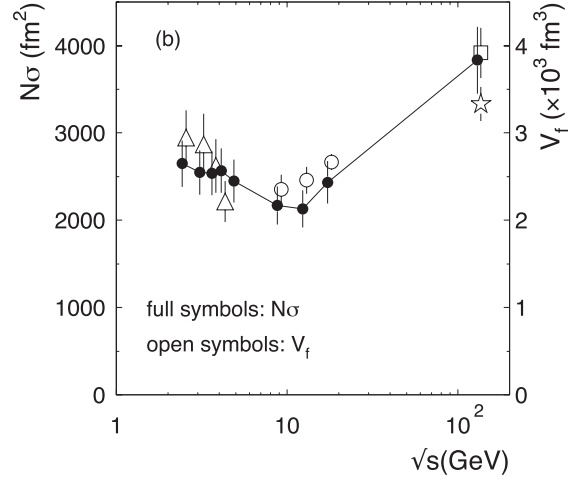 Nσ (fm²)
V_f (×10³ fm³)
(b)
4000
3000
2000
1000
0
4
3
2
1
0
full symbols: Nσ
open symbols: V_f
1
10
10²
√s(GeV)